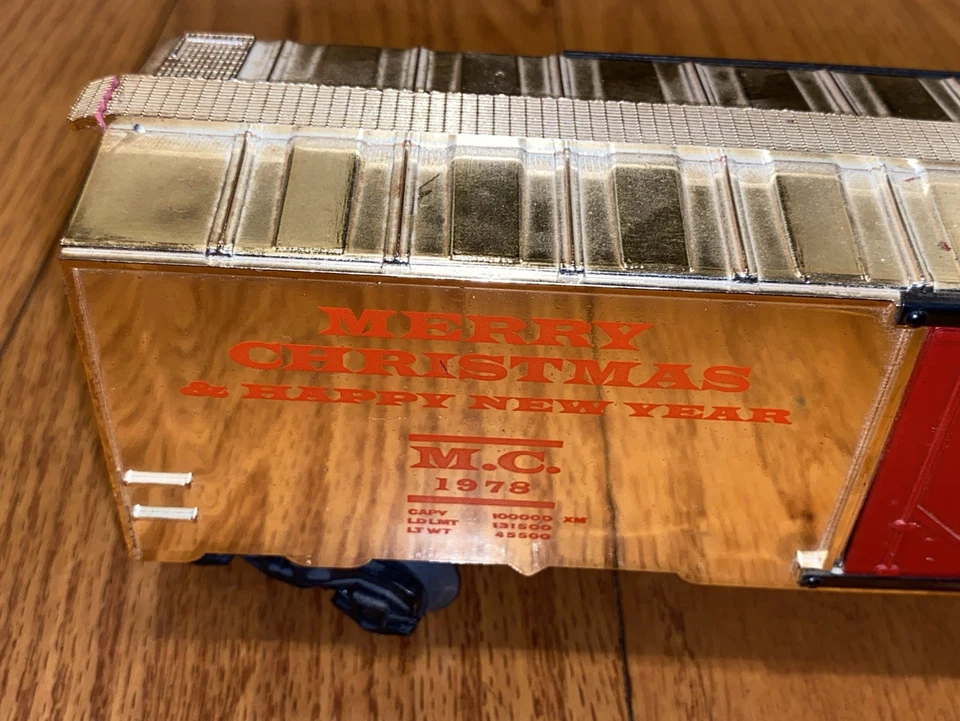 MERRY
CHRISTMAS
& HAPPY NEW YEAR
M.C.
1978
CAPY 100000 XM
LD LMT 131500
LT WT 45500